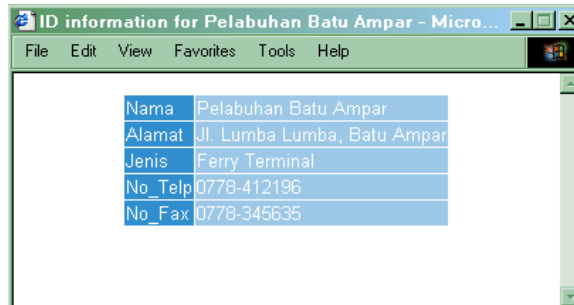 ID information for Pelabuhan Batu Ampar - Micro...
File Edit View Favorites Tools Help
Nama Pelabuhan Batu Ampar
Alamat Jl. Lumba Lumba, Batu Ampar
Jenis Ferry Terminal
No_Telp 0778-412196
No_Fax 0778-345635